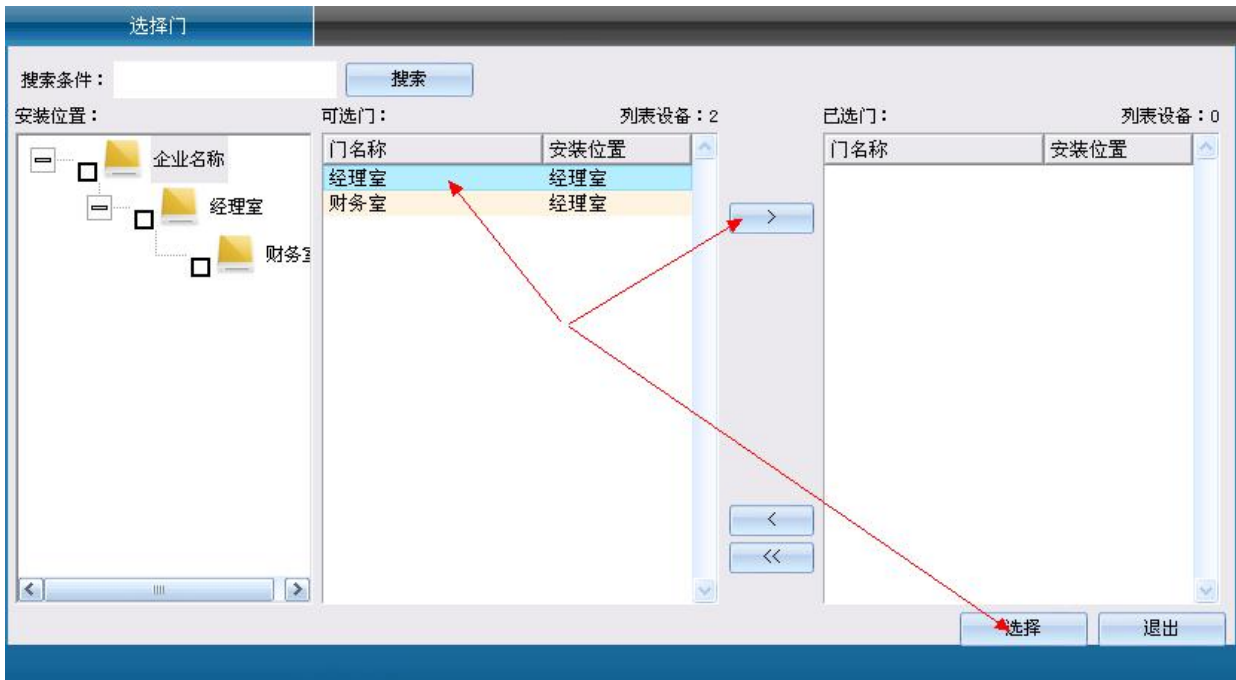 选择门
搜索条件： 搜索
安装位置： 可选门： 列表设备：2 已选门： 列表设备：0
门名称 安装位置 门名称 安装位置
企业名称
经理室
财务室
经理室 经理室
财务室 经理室
>
<
<<
选择 退出